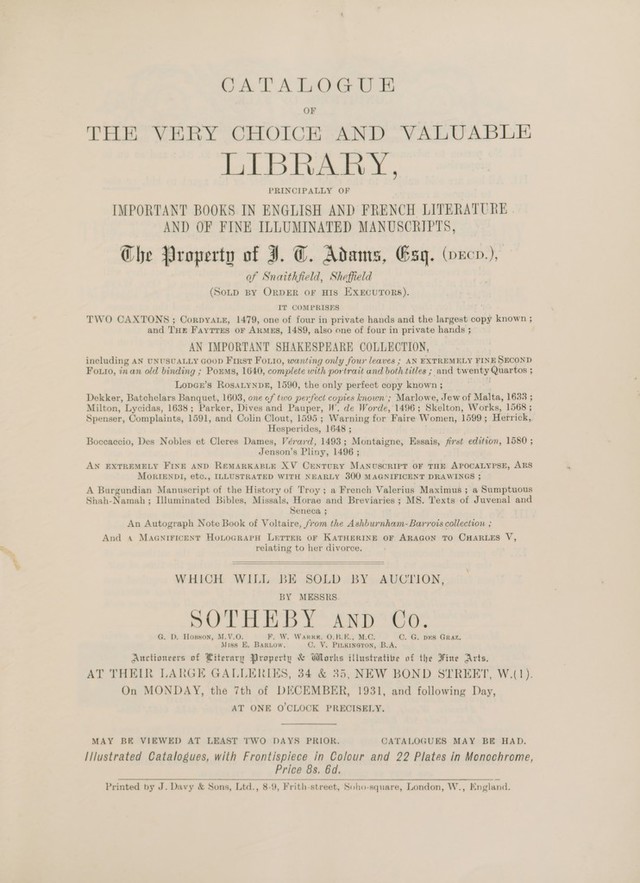 CATALOGUE
OF
THE VERY CHOICE AND VALUABLE
LIBRARY,
PRINCIPALLY OF
IMPORTANT BOOKS IN ENGLISH AND FRENCH LITERATURE
AND OF FINE ILLUMINATED MANUSCRIPTS,
The Property of J. T. Adams, Esq. (DECD.),
of Snaithfield, Sheffield
(SOLD BY ORDER OF HIS EXECUTORS).
IT COMPRISES
TWO CAXTONS; CORDYALE, 1479, one of four in private hands and the largest copy known;
and THE FAYTTES OF ARMES, 1489, also one of four in private hands;
AN IMPORTANT SHAKESPEARE COLLECTION,
including AN UNUSUALLY GOOD FIRST FOLIO, wanting only four leaves; AN EXTREMELY FINE SECOND
FOLIO, in an old binding; POEMS, 1640, complete with portrait and both titles; and twenty Quartos;
LODGE'S ROSALYNDE, 1590, the only perfect copy known;
Dekker, Batchelars Banquet, 1603, one of two perfect copies known; Marlowe, Jew of Malta, 1633;
Milton, Lycidas, 1638; Parker, Dives and Pauper, W. de Worde, 1496; Skelton, Works, 1568;
Spenser, Complaints, 1591, and Colin Clout, 1595; Warning for Faire Women, 1599; Herrick,
Hesperides, 1648;
Boccaccio, Des Nobles et Cleres Dames, Vérard, 1493; Montaigne, Essais, first edition, 1580;
Jenson's Pliny, 1496;
AN EXTREMELY FINE AND REMARKABLE XV CENTURY MANUSCRIPT OF THE APOCALYPSE, ARS
MORIENDI, etc., ILLUSTRATED WITH NEARLY 300 MAGNIFICENT DRAWINGS;
A Burgundian Manuscript of the History of Troy; a French Valerius Maximus; a Sumptuous
Shah-Namah; Illuminated Bibles, Missals, Horae and Breviaries; MS. Texts of Juvenal and
Seneca;
An Autograph Note Book of Voltaire, from the Ashburnham-Barrois collection;
And A MAGNIFICENT HOLOGRAPH LETTER OF KATHERINE OF ARAGON TO CHARLES V,
relating to her divorce.
WHICH WILL BE SOLD BY AUCTION,
BY MESSRS.
SOTHEBY AND CO.
G. D. HOBSON, M.V.O. F. W. WARRE, O.B.E., M.C. C. G. DES GRAZ.
MISS E. BARLOW. C. V. PILKINGTON, B.A.
Auctioneers of Literary Property & Works illustrative of the Fine Arts,
AT THEIR LARGE GALLERIES, 34 & 35, NEW BOND STREET, W.(1).
On MONDAY, the 7th of DECEMBER, 1931, and following Day,
AT ONE O'CLOCK PRECISELY.
MAY BE VIEWED AT LEAST TWO DAYS PRIOR. CATALOGUES MAY BE HAD.
Illustrated Catalogues, with Frontispiece in Colour and 22 Plates in Monochrome,
Price 8s. 6d.
Printed by J. Davy & Sons, Ltd., 8-9, Frith-street, Soho-square, London, W., England.